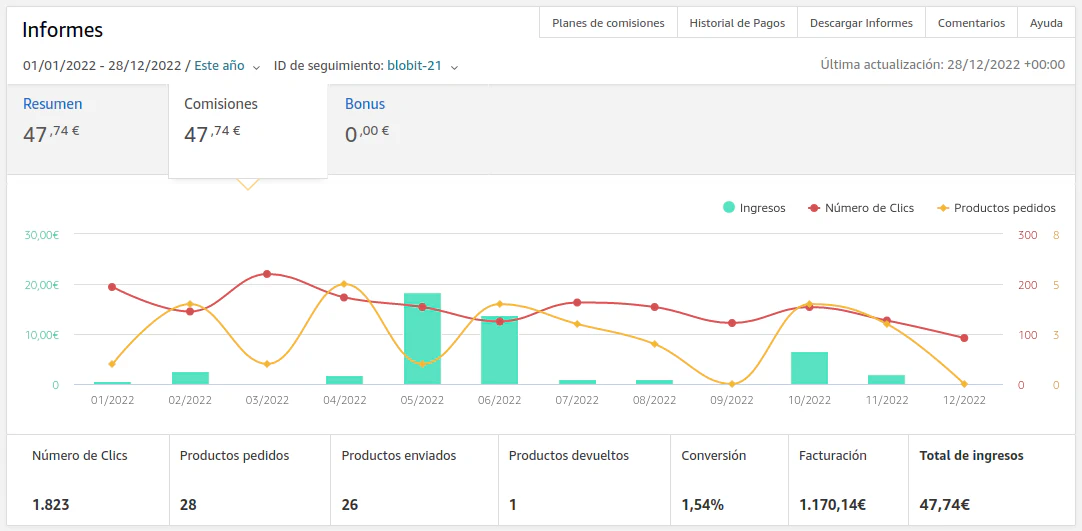 Informes
Planes de comisiones
Historial de Pagos
Descargar Informes
Comentarios
Ayuda
01/01/2022 - 28/12/2022 / Este año
ID de seguimiento: blobit-21
Última actualización: 28/12/2022 +00:00
Resumen
47,74 €
Comisiones
47,74 €
Bonus
0,00 €
Ingresos
Número de Clics
Productos pedidos
30,00€
20,00€
10,00€
0
300 8
200 5
100 3
0 0
01/2022 02/2022 03/2022 04/2022 05/2022 06/2022 07/2022 08/2022 09/2022 10/2022 11/2022 12/2022
Número de Clics
1.823
Productos pedidos
28
Productos enviados
26
Productos devueltos
1
Conversión
1,54%
Facturación
1.170,14€
Total de ingresos
47,74€